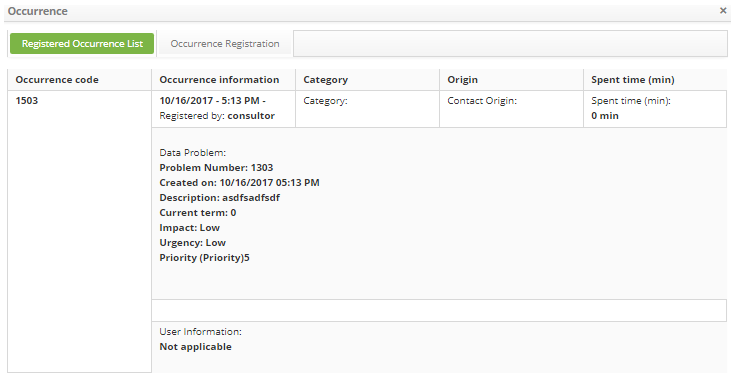 Occurrence ×
Registered Occurrence List Occurrence Registration
Occurrence code Occurrence information Category Origin Spent time (min)
1503 10/16/2017 - 5:13 PM - Category: Contact Origin: Spent time (min):
Registered by: consultor 0 min
Data Problem:
Problem Number: 1303
Created on: 10/16/2017 05:13 PM
Description: asdfsadfsdf
Current term: 0
Impact: Low
Urgency: Low
Priority (Priority)5
User Information:
Not applicable